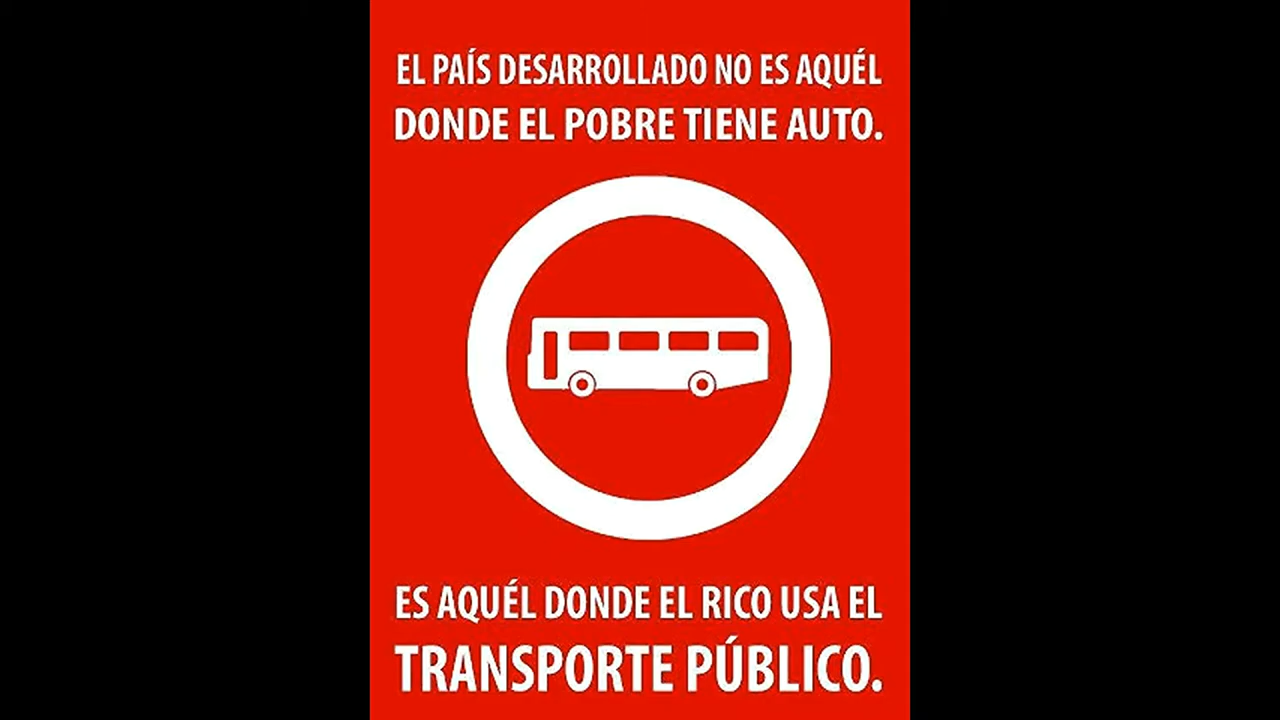 EL PAÍS DESARROLLADO NO ES AQUÉL
DONDE EL POBRE TIENE AUTO.
ES AQUÉL DONDE EL RICO USA EL
TRANSPORTE PÚBLICO.